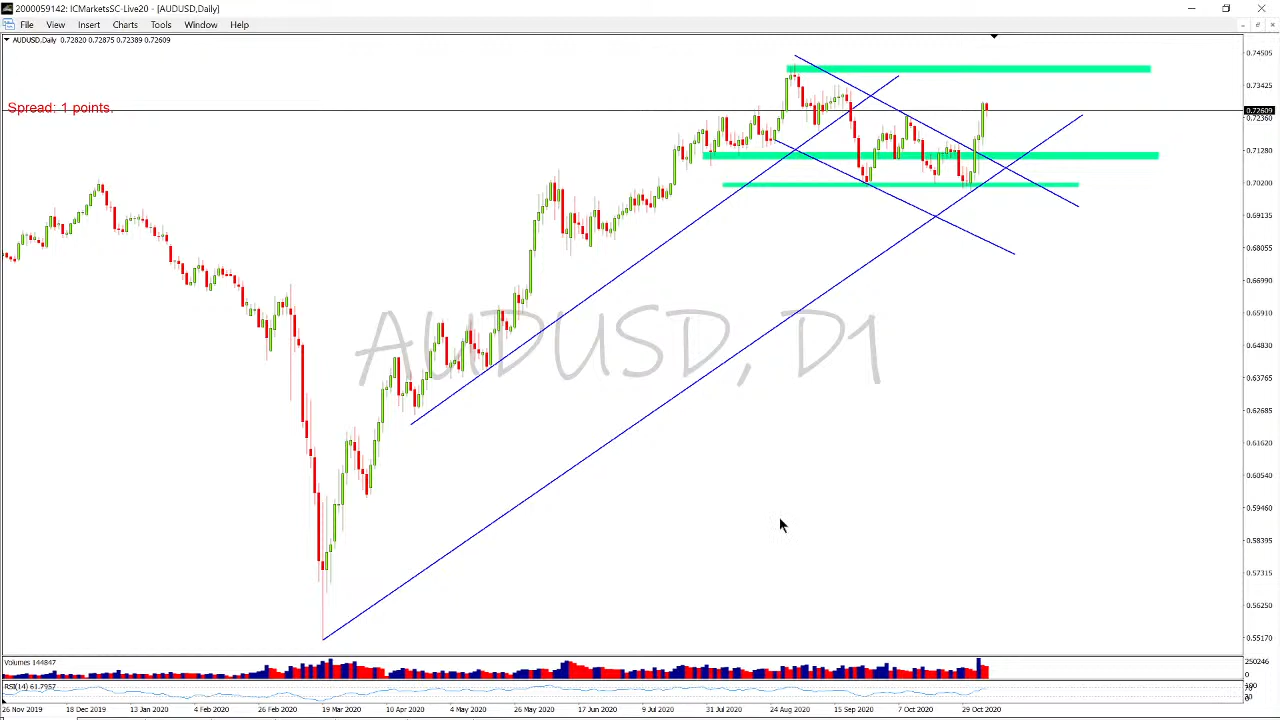 2000059142: ICMarketsSC-Live20 - [AUDUSD,Daily]
File View Insert Charts Tools Window Help
AUDUSD,Daily 0.72820 0.72875 0.72389 0.72609
Spread: 1 points.
AUDUSD, D1
0.74505
0.73425
0.72609
0.72360
0.71280
0.70200
0.69135
0.68055
0.66990
0.65910
0.64830
0.63765
0.62685
0.61620
0.60540
0.59460
0.58395
0.57315
0.56250
0.55170
Volumes 144847
250246
0
RSI(14) 61.7957
100
26 Nov 2019 18 Dec 2019 13 Jan 2020 4 Feb 2020 26 Feb 2020 19 Mar 2020 10 Apr 2020 4 May 2020 26 May 2020 17 Jun 2020 9 Jul 2020 31 Jul 2020 24 Aug 2020 15 Sep 2020 7 Oct 2020 29 Oct 2020